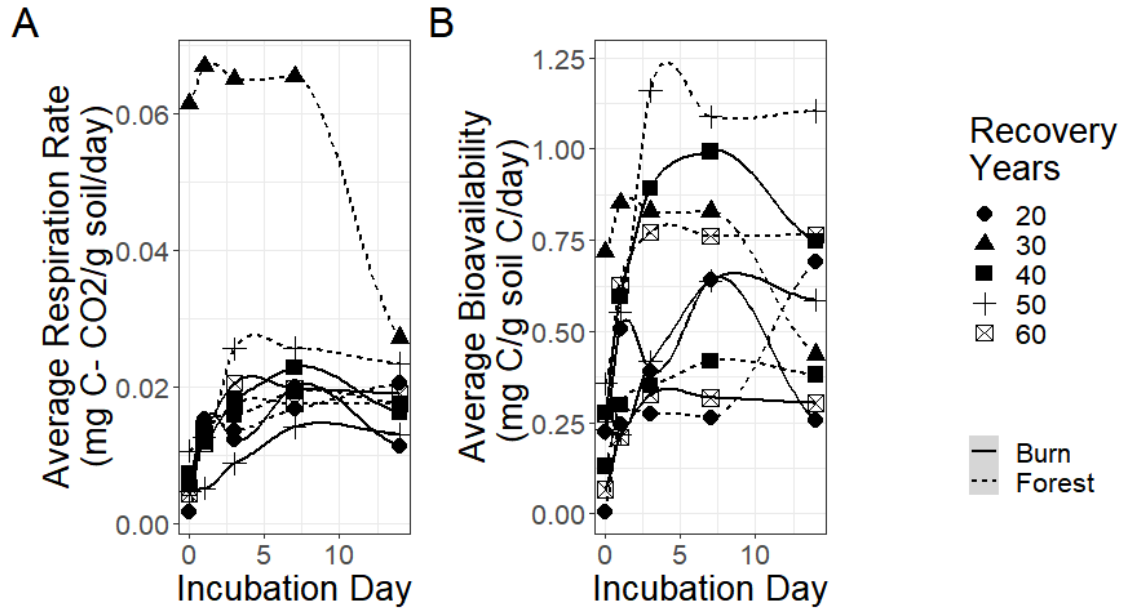 A
Average Respiration Rate
(mg C- CO2/g soil/day)
0.06
0.04
0.02
0.00
0
5
10
Incubation Day
B
Average Bioavailability
(mg C/g soil C/day)
1.25
1.00
0.75
0.50
0.25
0.00
0
5
10
Incubation Day
Recovery
Years
20
30
40
50
60
Burn
Forest